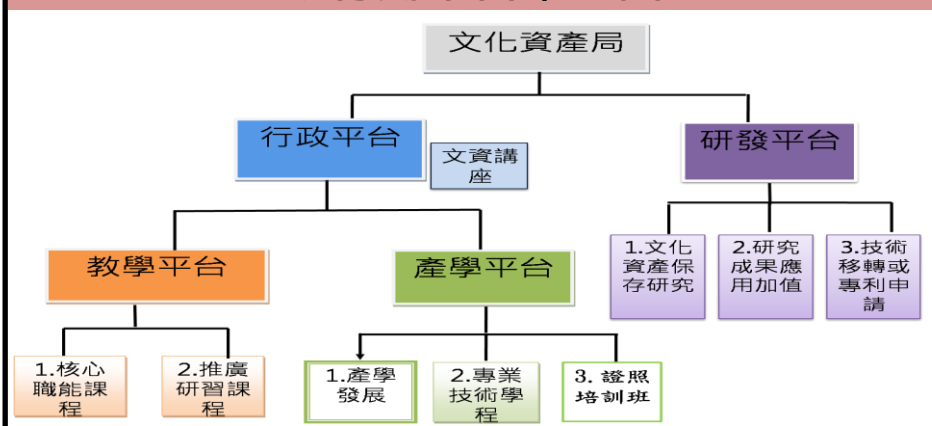 文化資產局
行政平台
文資講
座
研發平台
教學平台
產學平台
1.文化
資產保
存研究
2.研究
成果應
用加值
3.技術
移轉或
專利申
請
1.核心
職能課
程
2.推廣
研習課
程
1.產學
發展
2.專業
技術學
程
3. 證照
培訓班